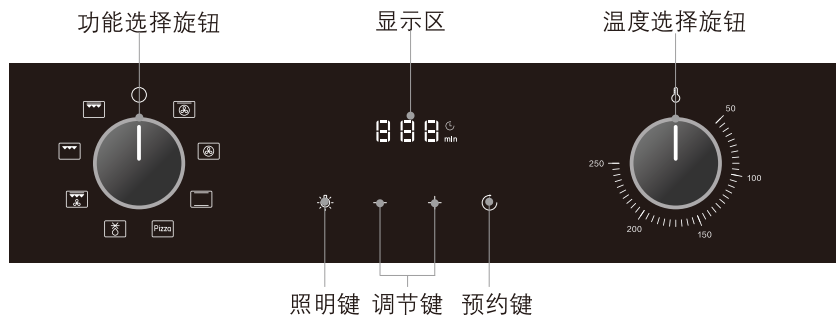 功能选择旋钮 显示区 温度选择旋钮
50
888 min
250 100
Pizza 200 150
照明键 调节键 预约键